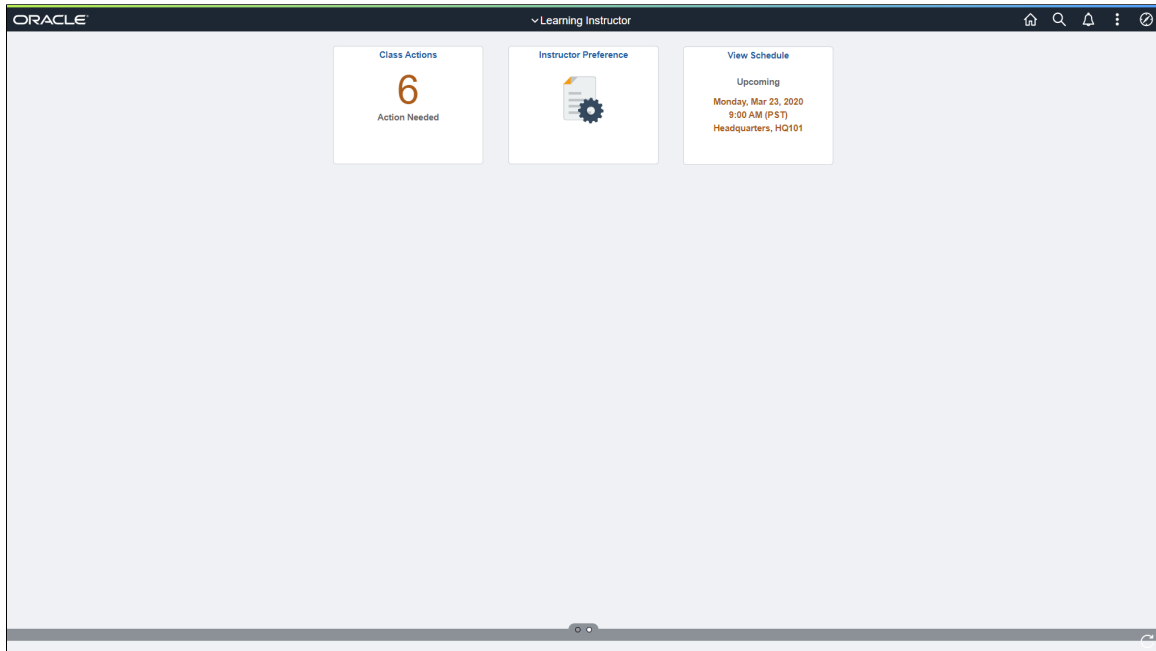 ORACLE
Learning Instructor
Class Actions
6
Action Needed
Instructor Preference
View Schedule
Upcoming
Monday, Mar 23, 2020
9:00 AM (PST)
Headquarters, HQ101